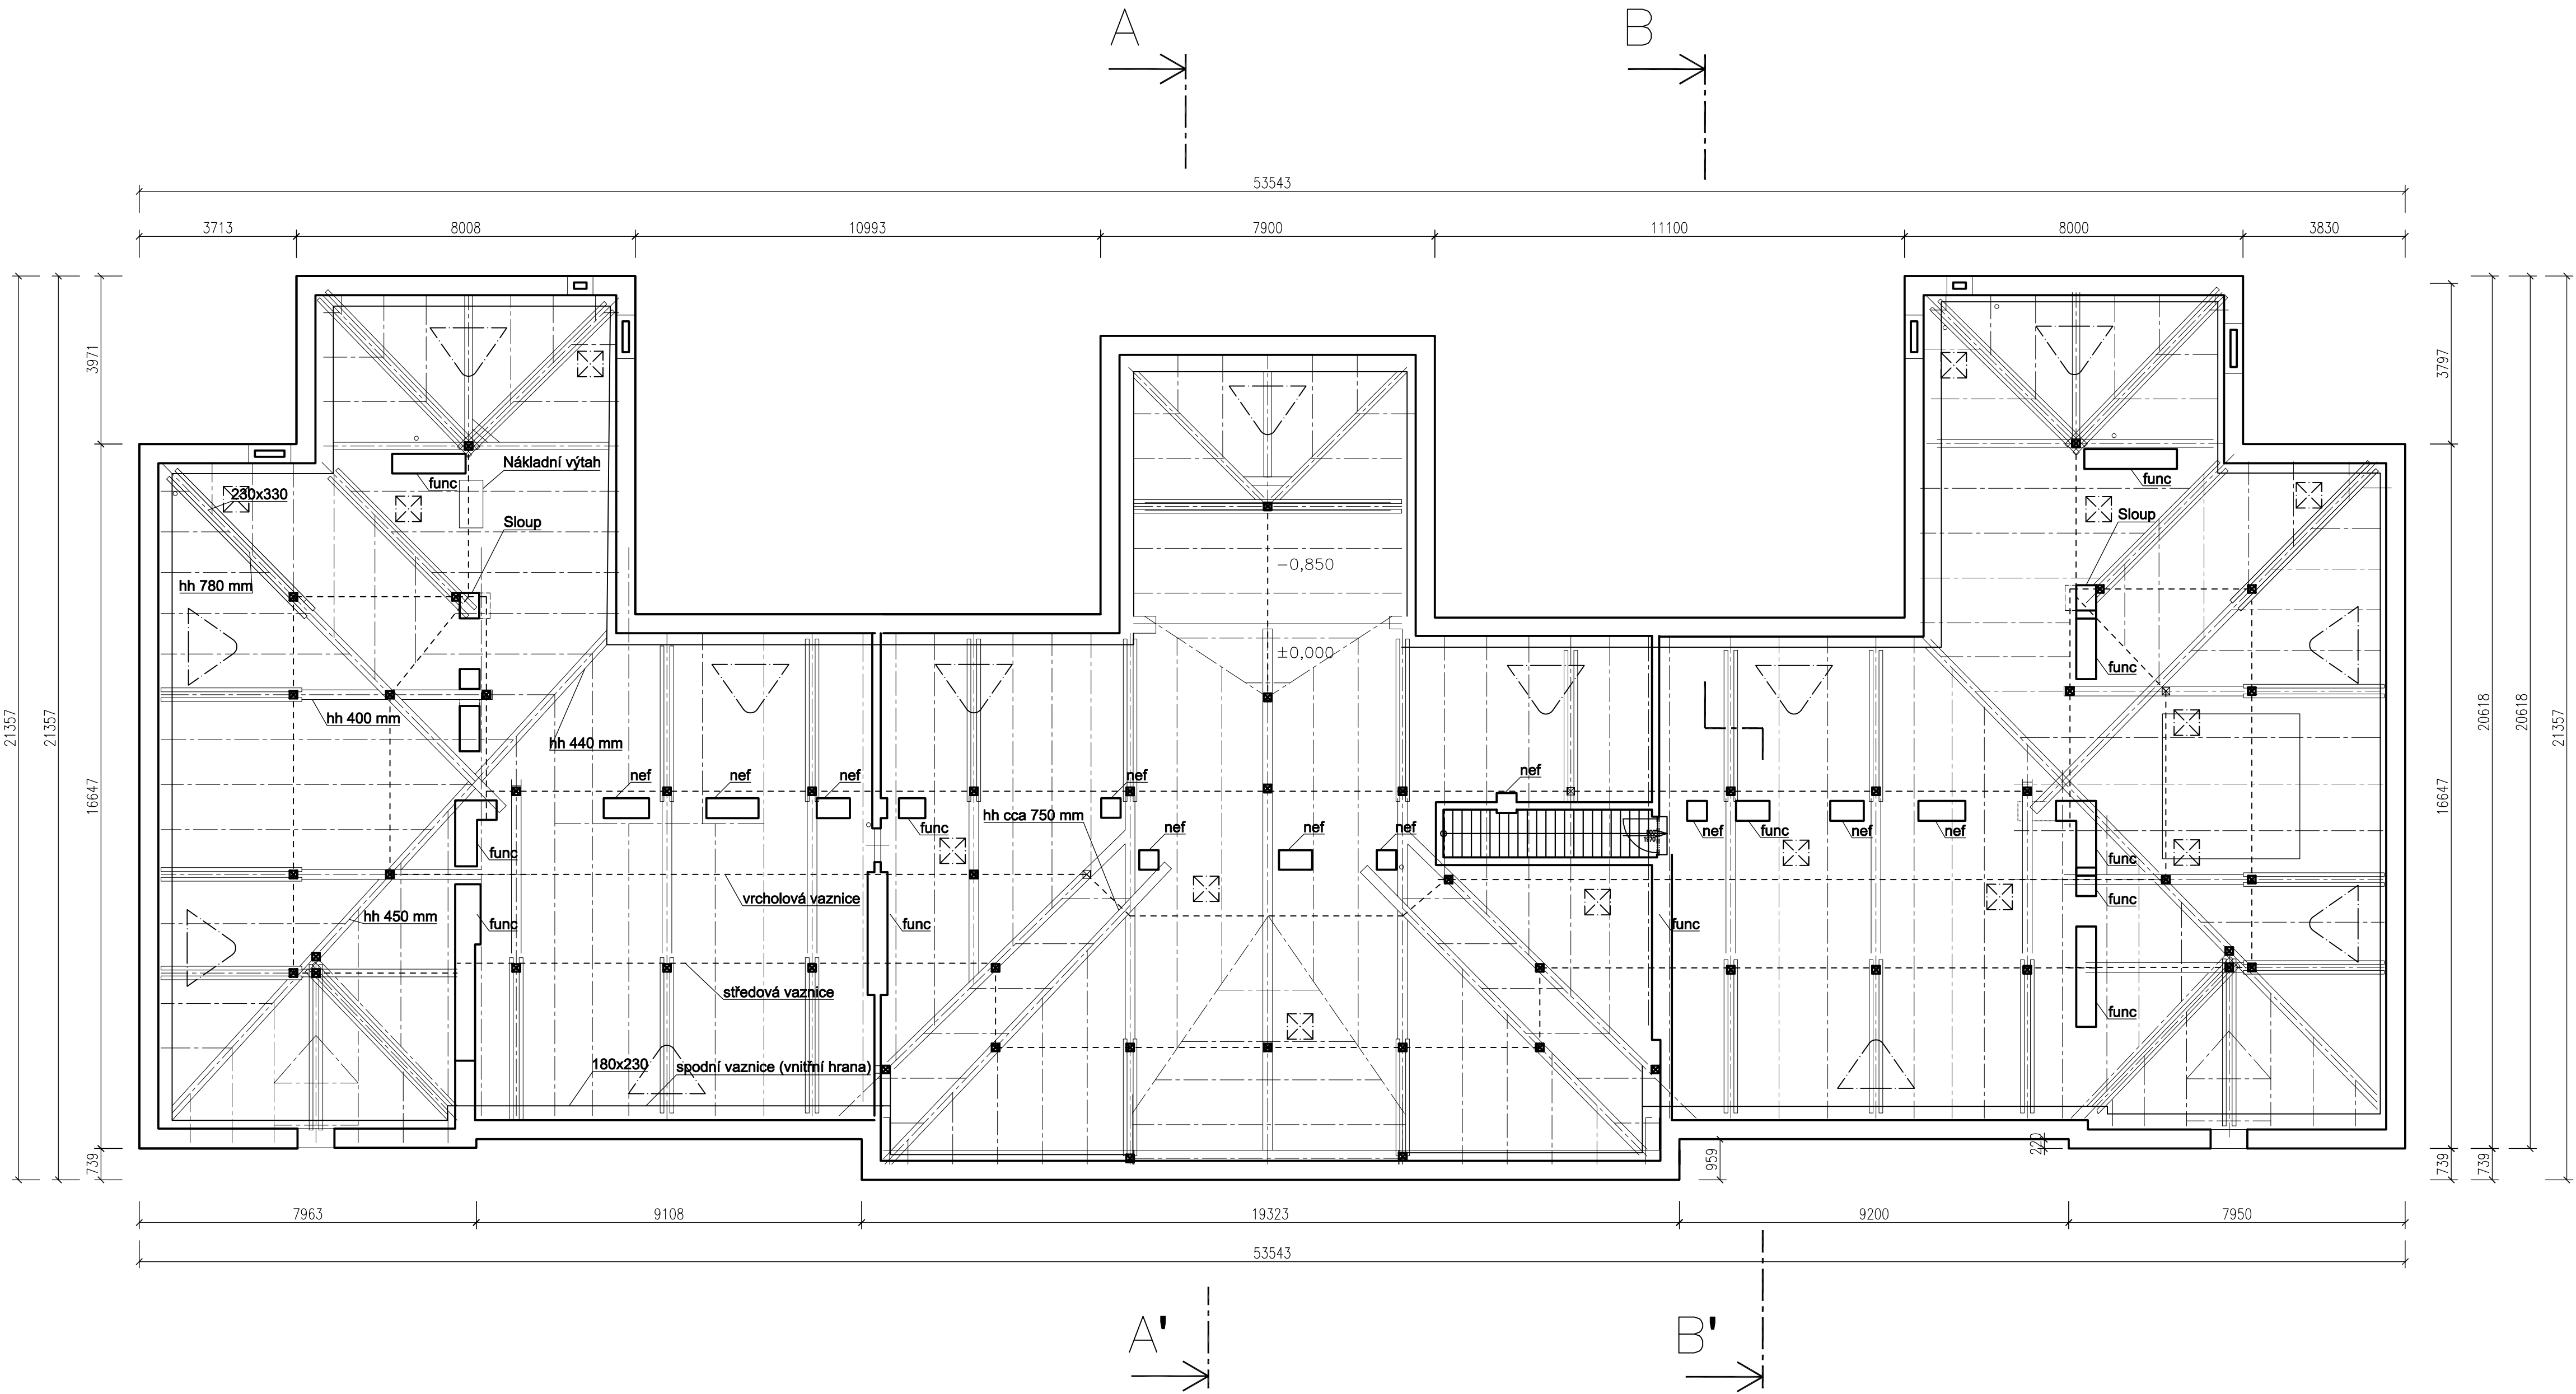 A
B
53543
3713
8008
10993
7900
11100
8000
3830
21357
21357
3971
16647
739
3797
16647
739
20618
739
20618
21357
Nákladní výtah
func
230x330
Sloup
hh 780 mm
hh 400 mm
hh 440 mm
hh 450 mm
func
func
nef
nef
nef
func
hh cca 750 mm
nef
nef
nef
nef
nef
-0,850
±0,000
vrcholová vaznice
func
středová vaznice
180x230
spodní vaznice (vnitřní hrana)
func
nef
func
nef
nef
func
Sloup
func
func
func
func
959
220
7963
9108
19323
9200
7950
53543
A'
B'